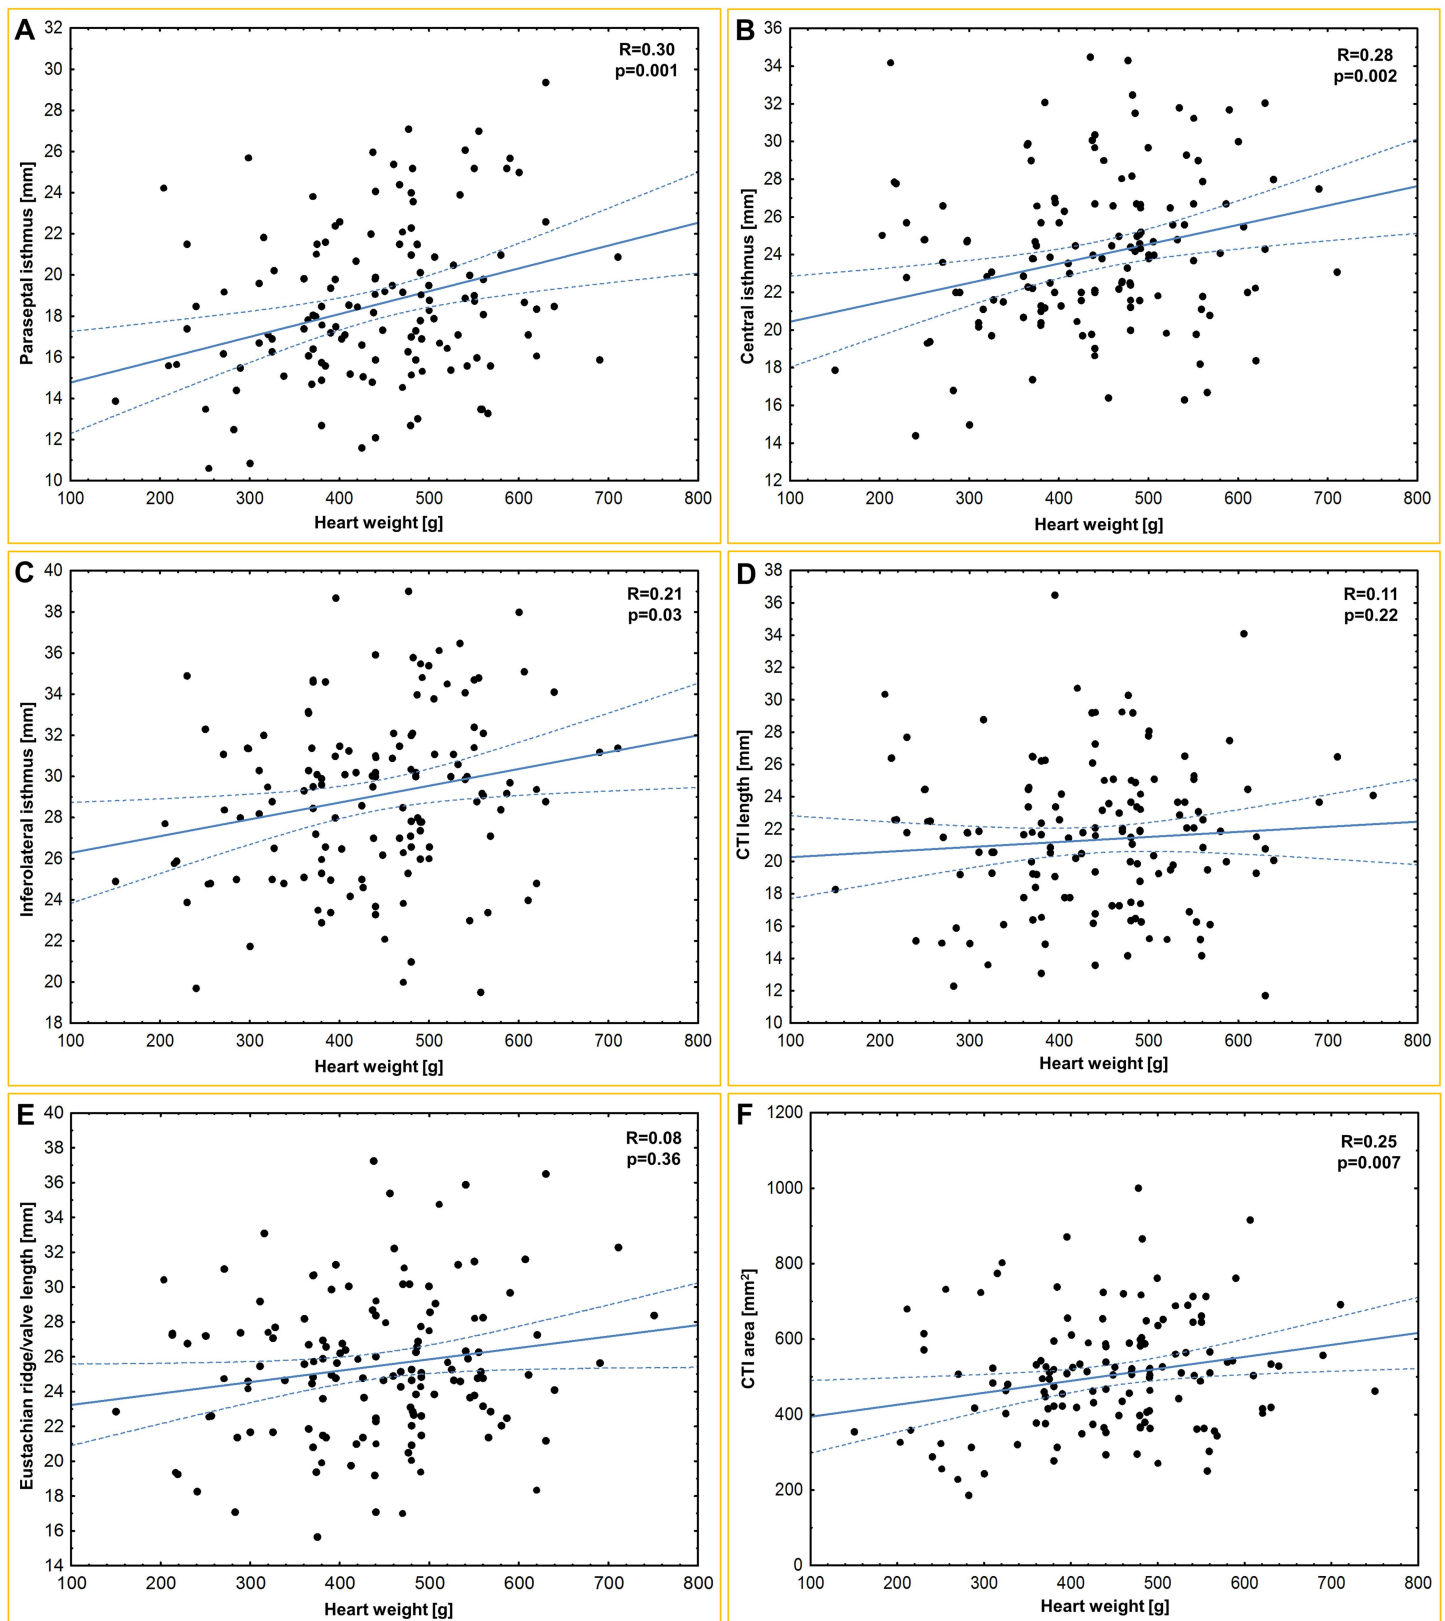 A
R=0.30
p=0.001
Paraseptal isthmus [mm]
32
30
28
26
24
22
20
18
16
14
12
10
100 200 300 400 500 600 700 800
Heart weight [g]
B
R=0.28
p=0.002
Central isthmus [mm]
36
34
32
30
28
26
24
22
20
18
16
14
12
100 200 300 400 500 600 700 800
Heart weight [g]
C
R=0.21
p=0.03
Inferolateral isthmus [mm]
40
38
36
34
32
30
28
26
24
22
20
18
100 200 300 400 500 600 700 800
Heart weight [g]
D
R=0.11
p=0.22
CTI length [mm]
38
36
34
32
30
28
26
24
22
20
18
16
14
12
10
100 200 300 400 500 600 700 800
Heart weight [g]
E
R=0.08
p=0.36
Eustachian ridge/valve length [mm]
40
38
36
34
32
30
28
26
24
22
20
18
16
14
100 200 300 400 500 600 700 800
Heart weight [g]
F
R=0.25
p=0.007
CTI area [mm²]
1200
1000
800
600
400
200
0
100 200 300 400 500 600 700 800
Heart weight [g]